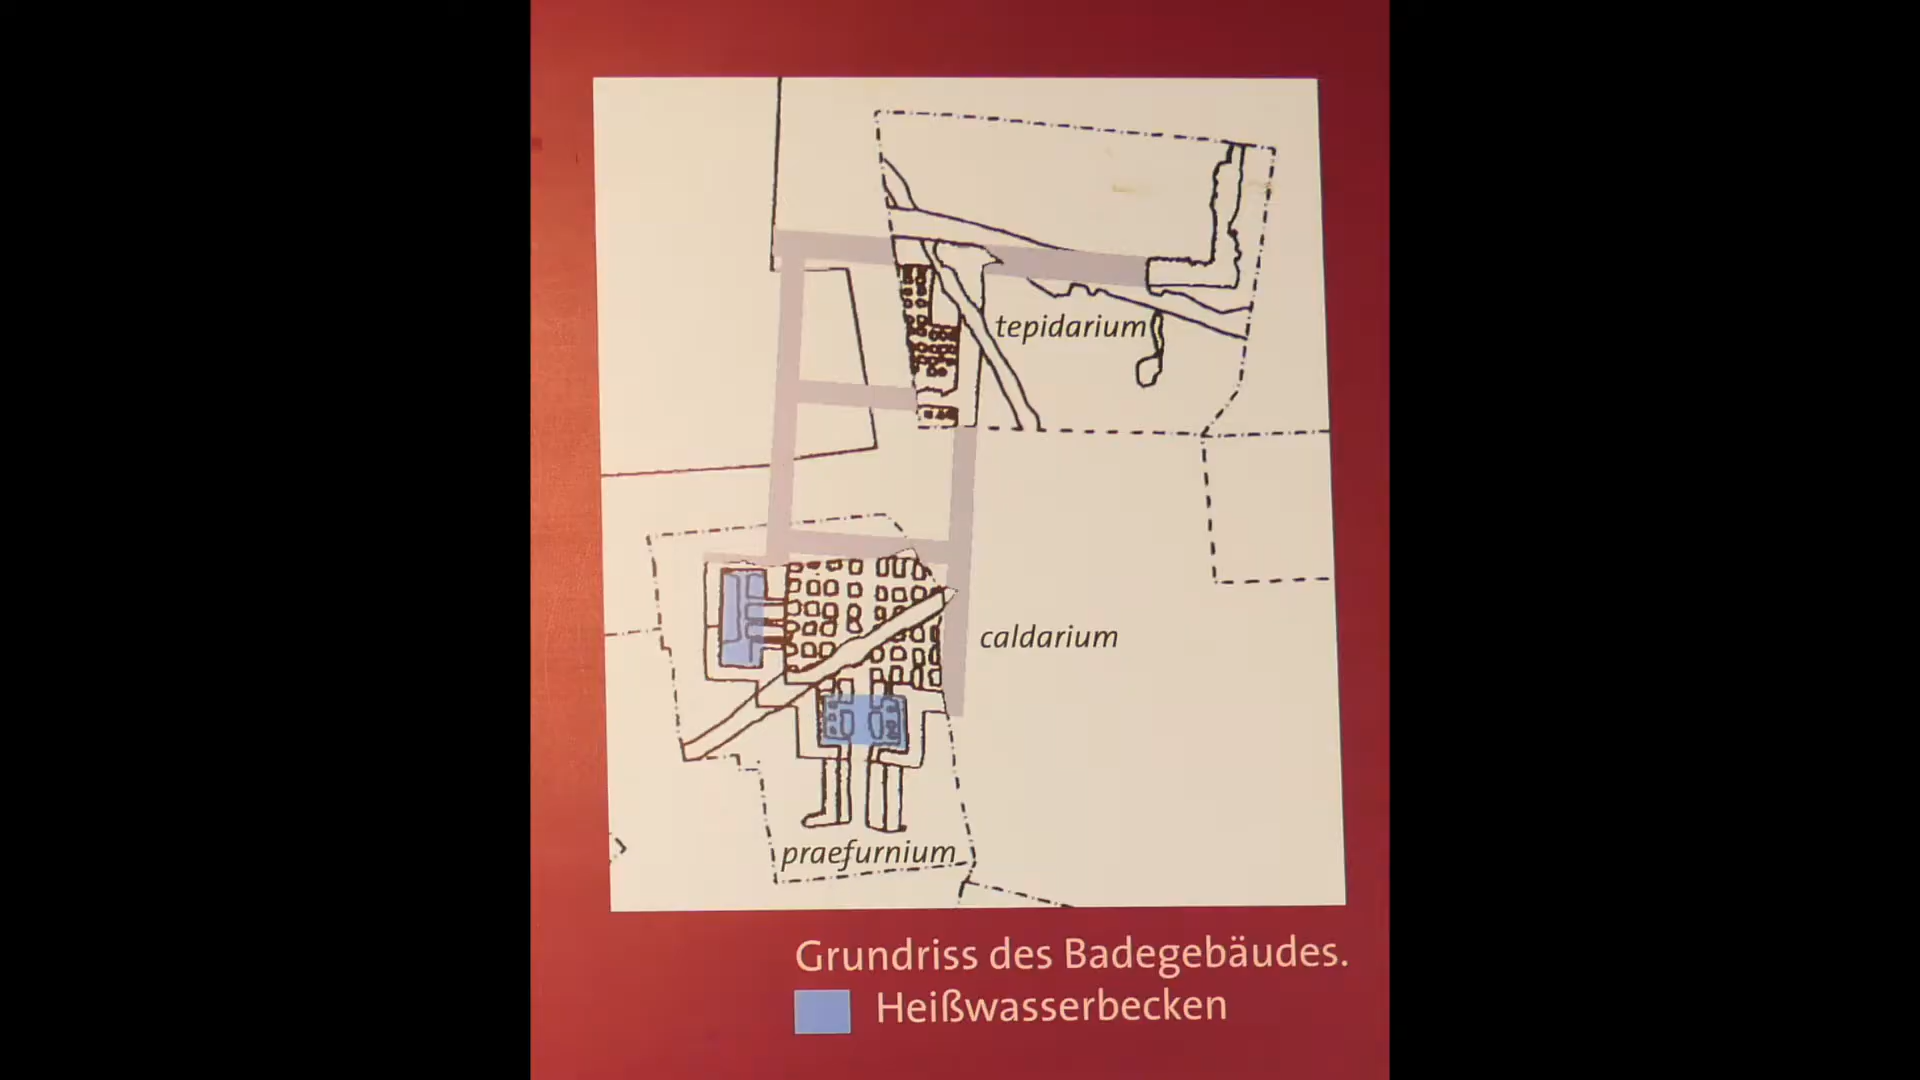 tepidarium
caldarium
praefurnium
Grundriss des Badegebäudes.
Heißwasserbecken